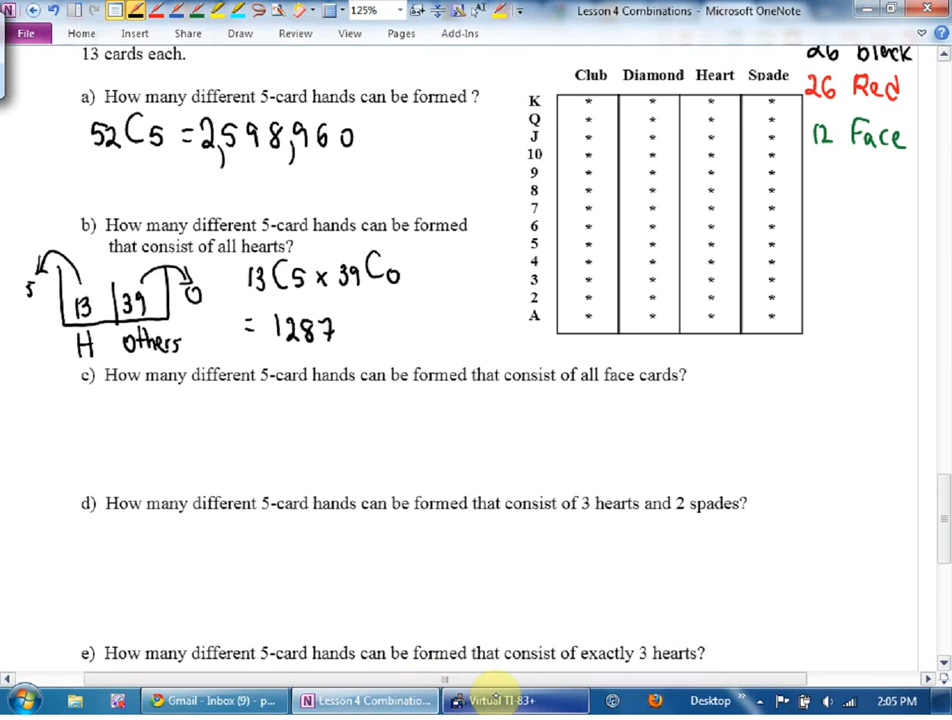 Lesson 4 Combinations - Microsoft OneNote
125%
File Home Insert Share Draw Review View Pages Add-Ins
13 cards each.
26 black
26 Red
12 Face
a) How many different 5-card hands can be formed ?
52C5 = 2,598,960
b) How many different 5-card hands can be formed
that consist of all hearts?
5 13 39 0
H others
13C5 x 39C0
= 1287
Club Diamond Heart Spade
K * * * *
Q * * * *
J * * * *
10 * * * *
9 * * * *
8 * * * *
7 * * * *
6 * * * *
5 * * * *
4 * * * *
3 * * * *
2 * * * *
A * * * *
c) How many different 5-card hands can be formed that consist of all face cards?
d) How many different 5-card hands can be formed that consist of 3 hearts and 2 spades?
e) How many different 5-card hands can be formed that consist of exactly 3 hearts?
Gmail - Inbox (9) - p... Lesson 4 Combinatio... Virtual TI-83+ Desktop 2:05 PM